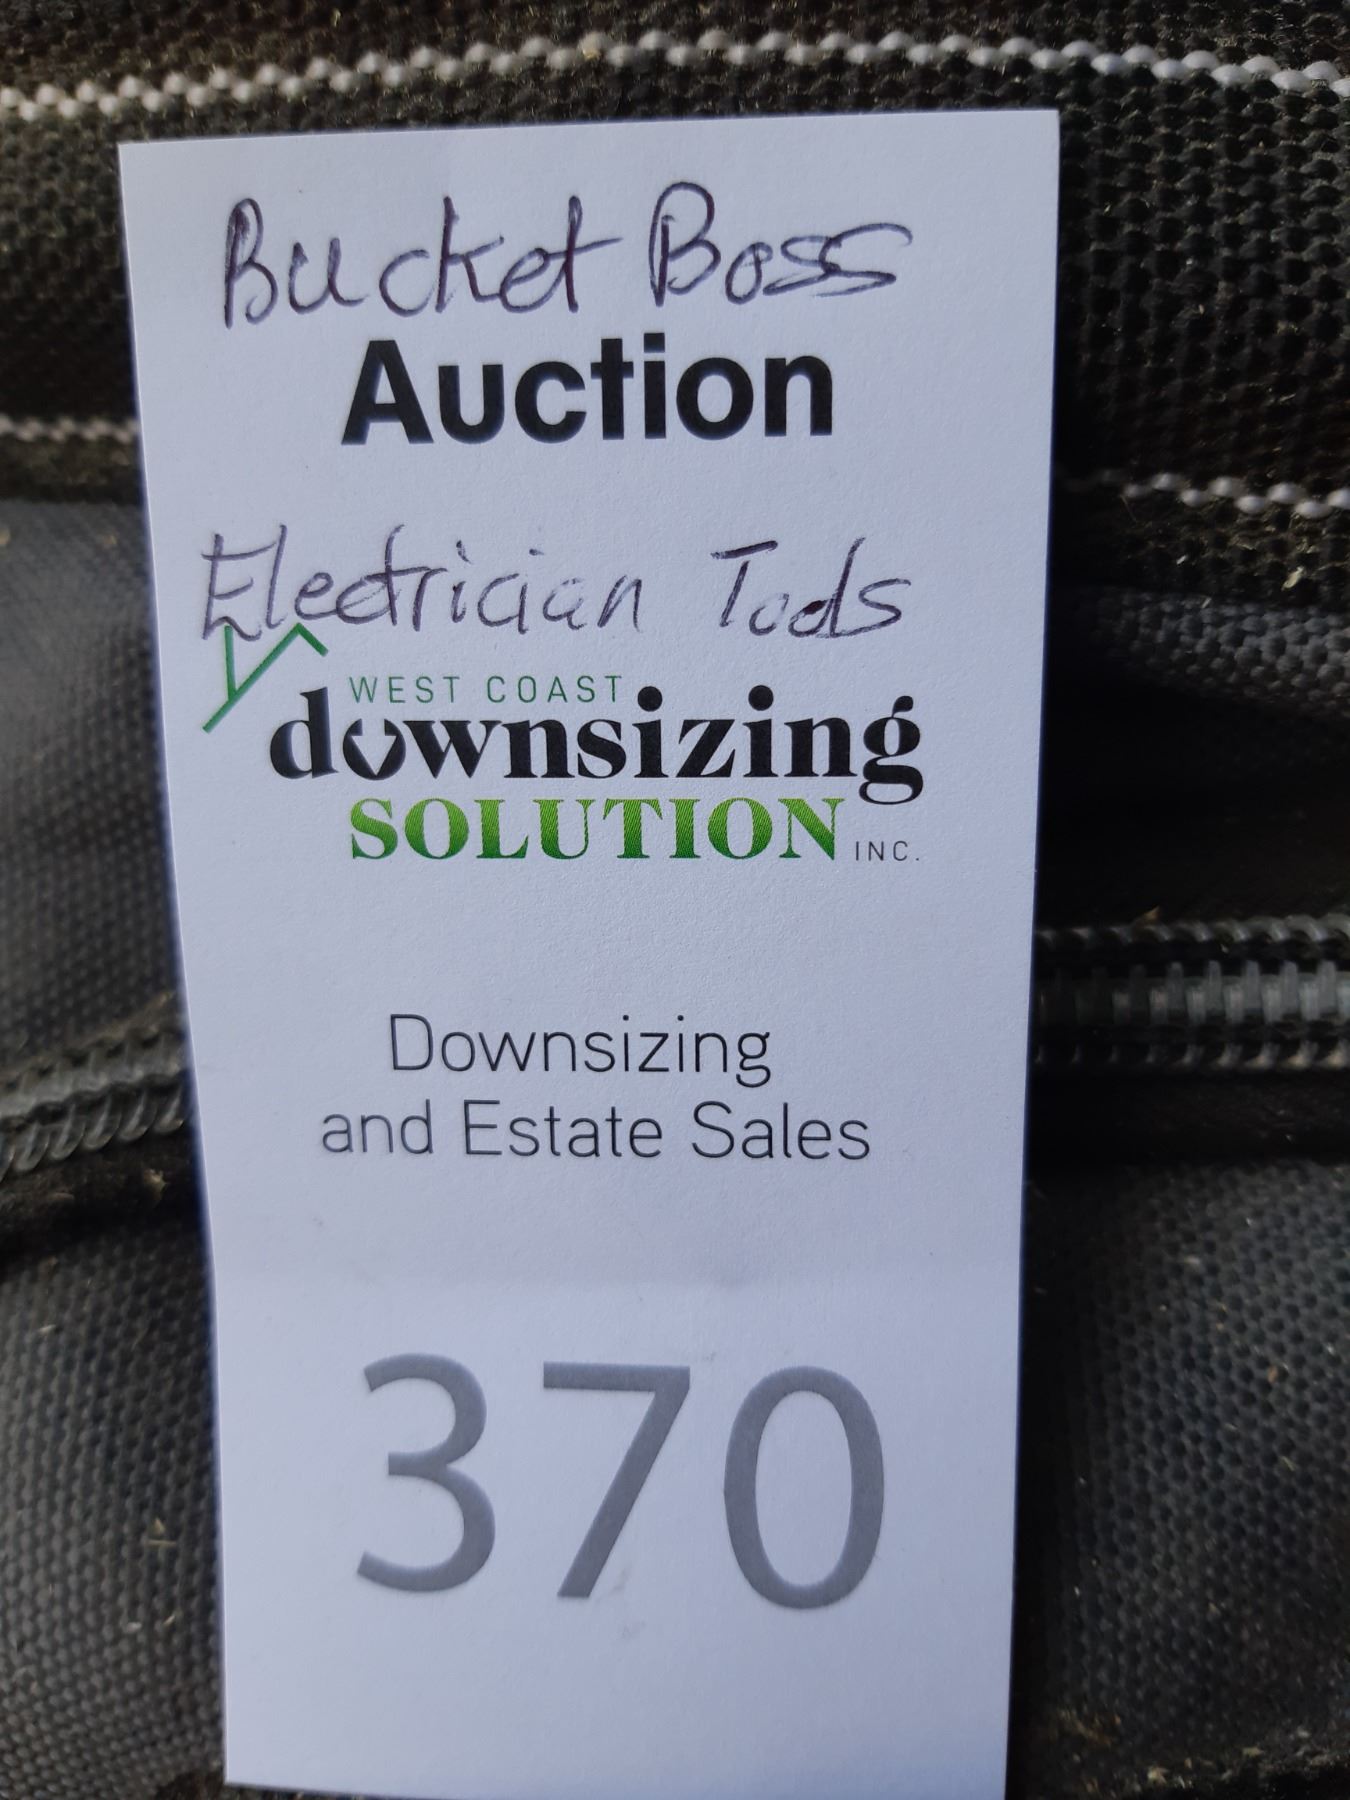 Bucket Boss
Auction
Electrician Tools
WEST COAST
downsizing
SOLUTION INC.
Downsizing
and Estate Sales
370